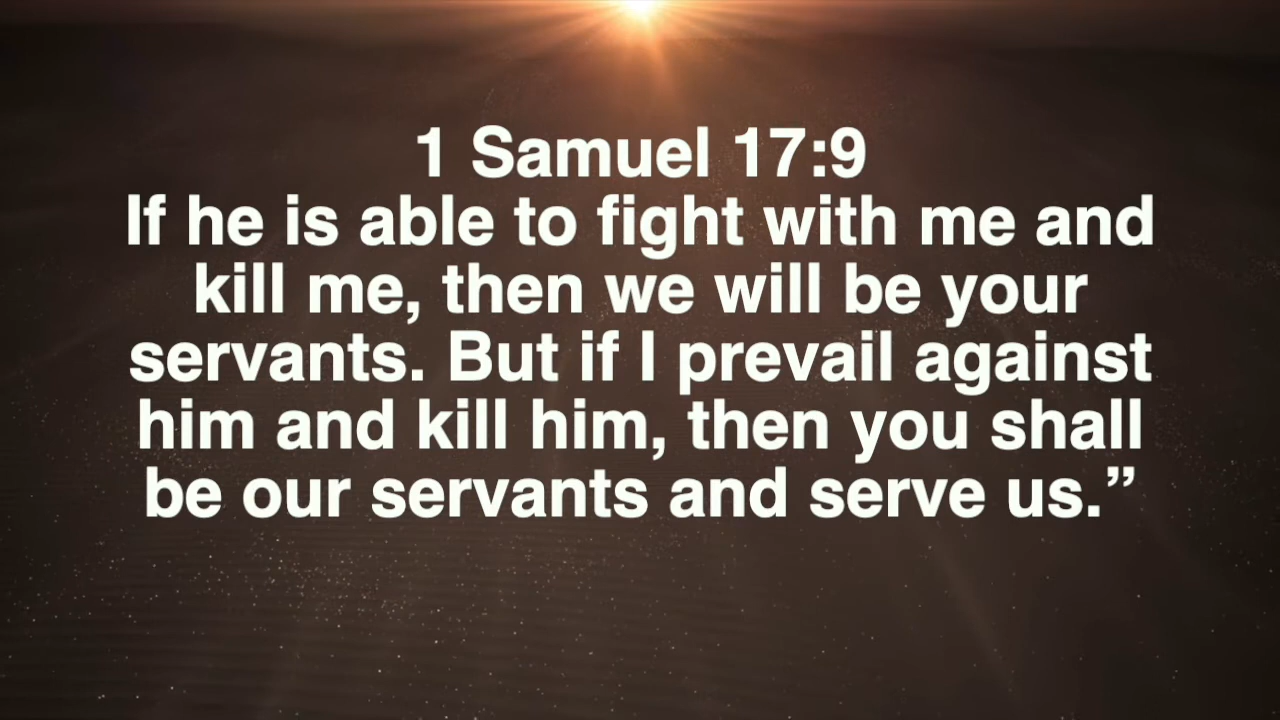 1 Samuel 17:9
If he is able to fight with me and
kill me, then we will be your
servants. But if I prevail against
him and kill him, then you shall
be our servants and serve us.”